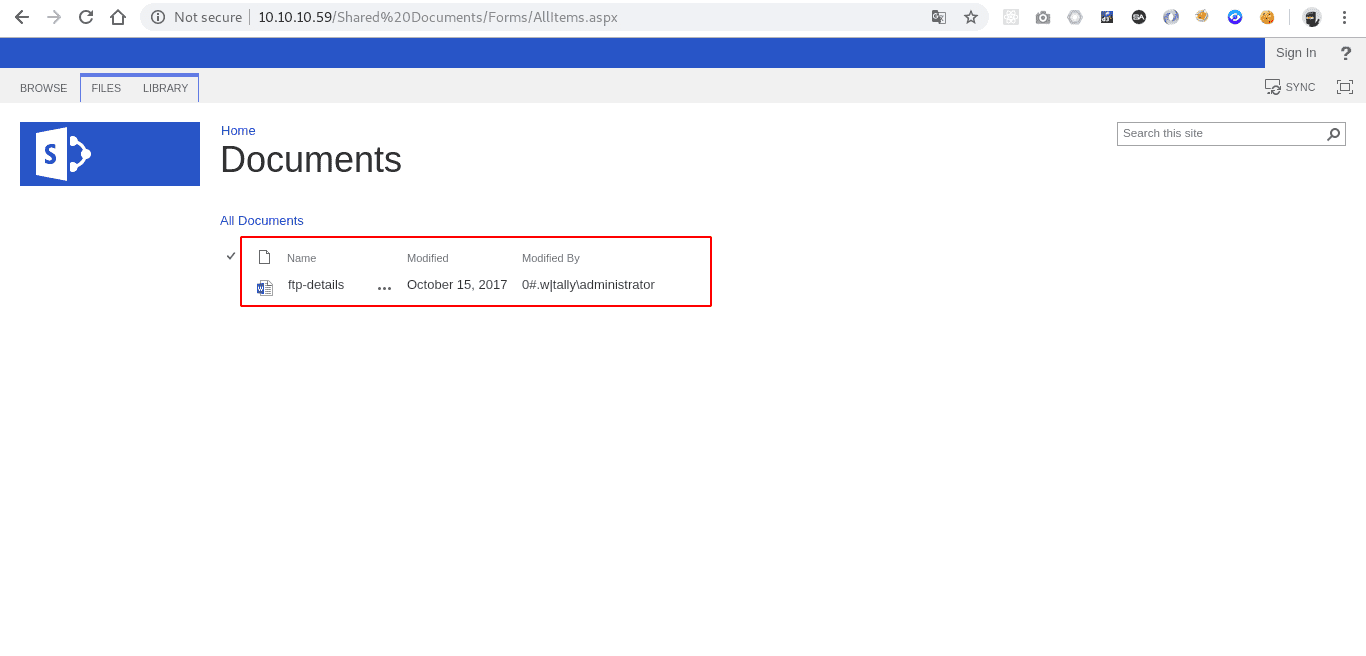 Not secure 10.10.10.59/Shared%20Documents/Forms/AllItems.aspx
Sign In ?
BROWSE FILES LIBRARY SYNC
S
Home
Documents
Search this site
All Documents
Name Modified Modified By
ftp-details ... October 15, 2017 0#.w|tally\administrator